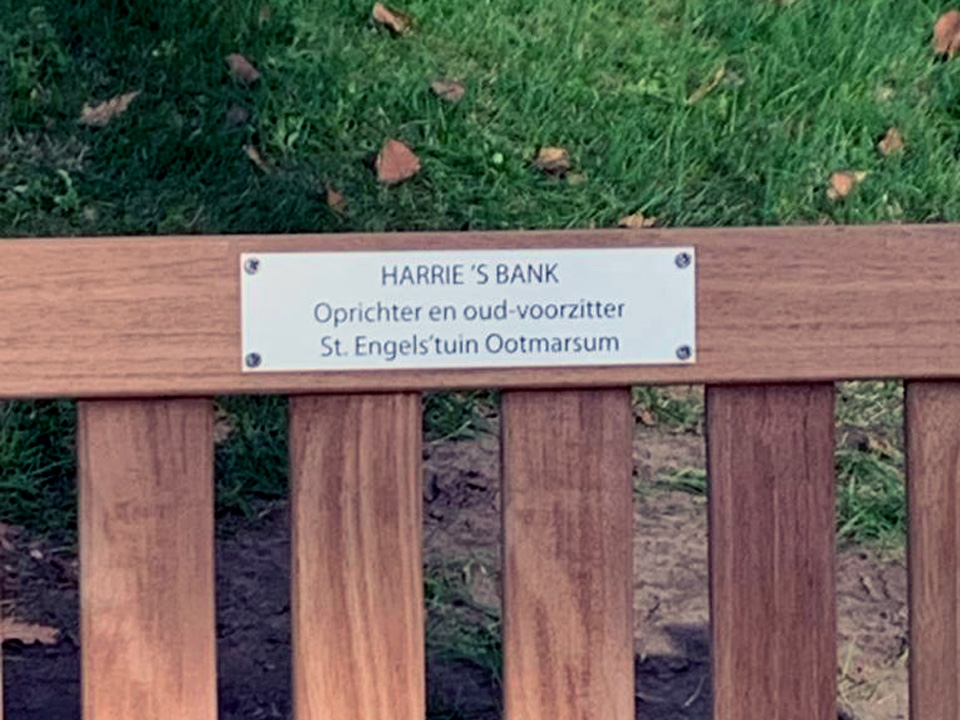 HARRIE ’S BANK
Oprichter en oud-voorzitter
St. Engels’tuin Ootmarsum